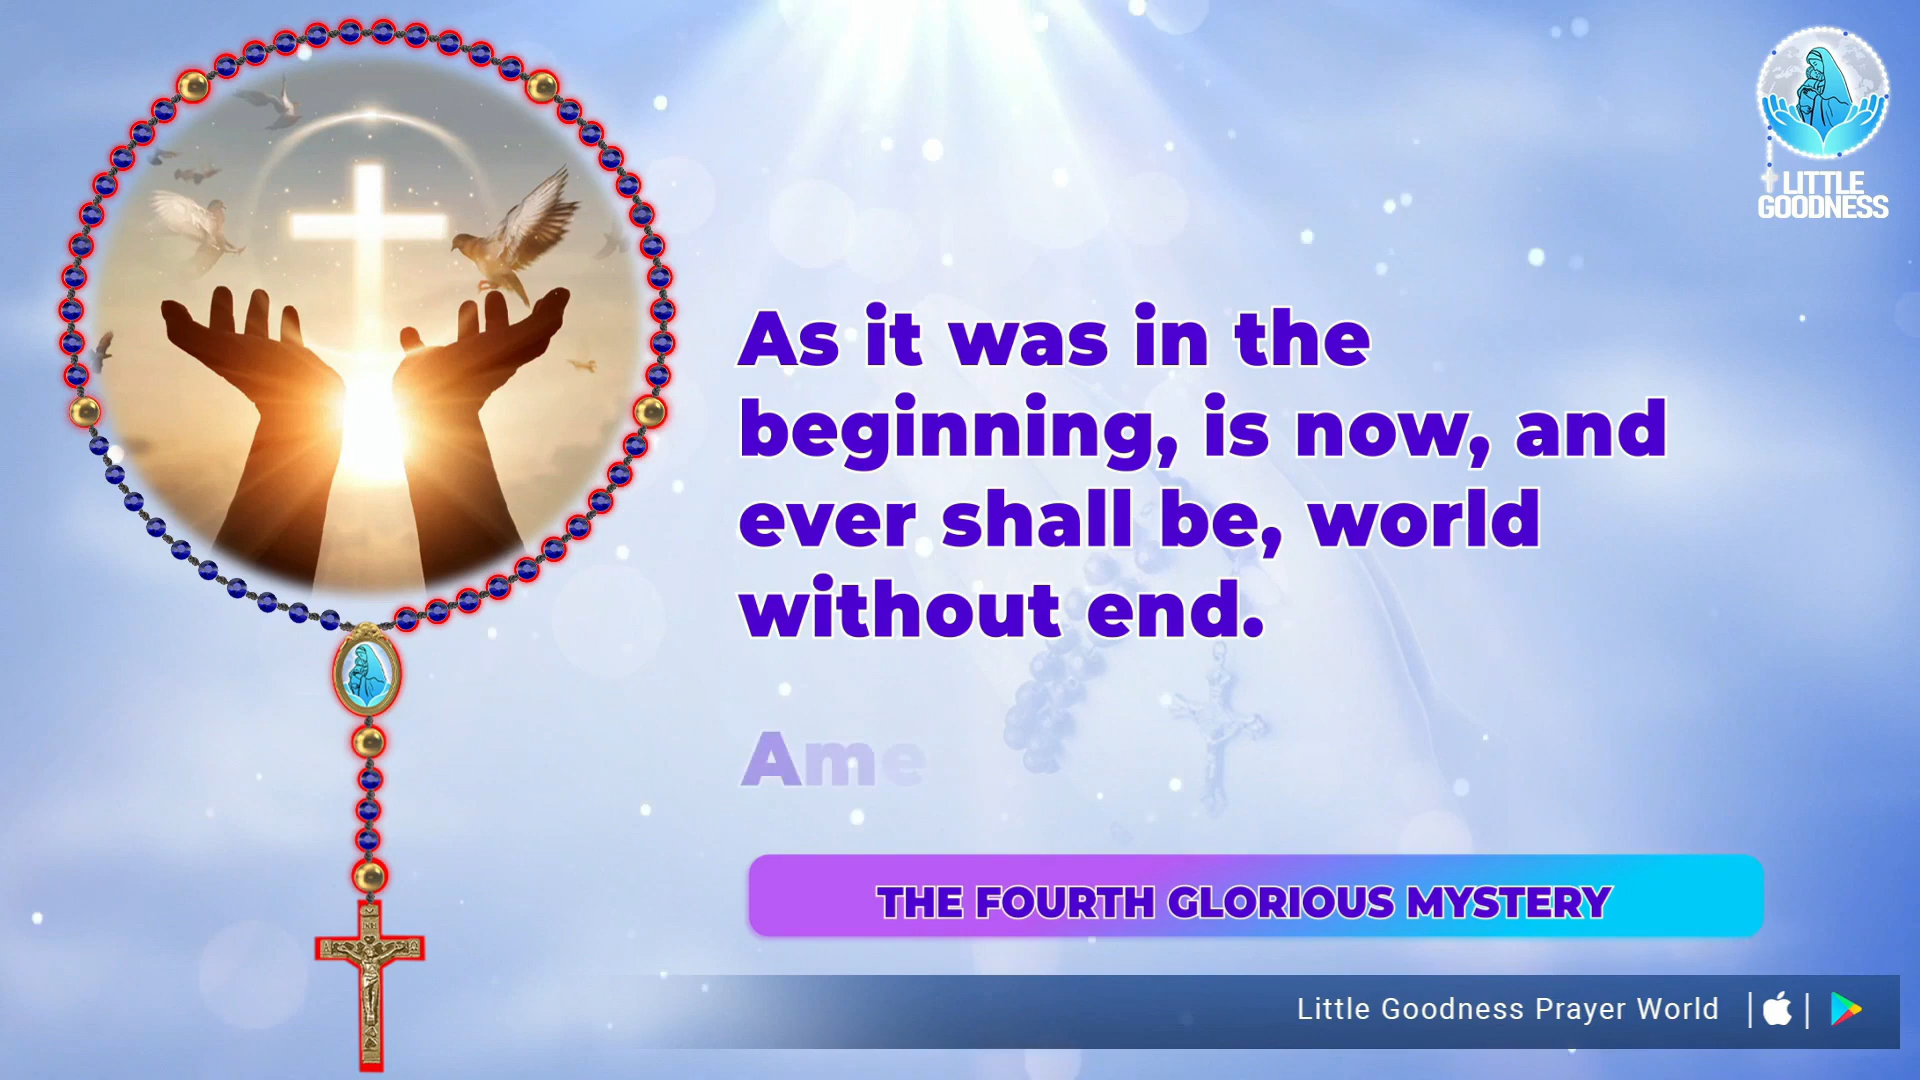 LITTLE
GOODNESS
As it was in the
beginning, is now, and
ever shall be, world
without end.
Ame
THE FOURTH GLORIOUS MYSTERY
Little Goodness Prayer World